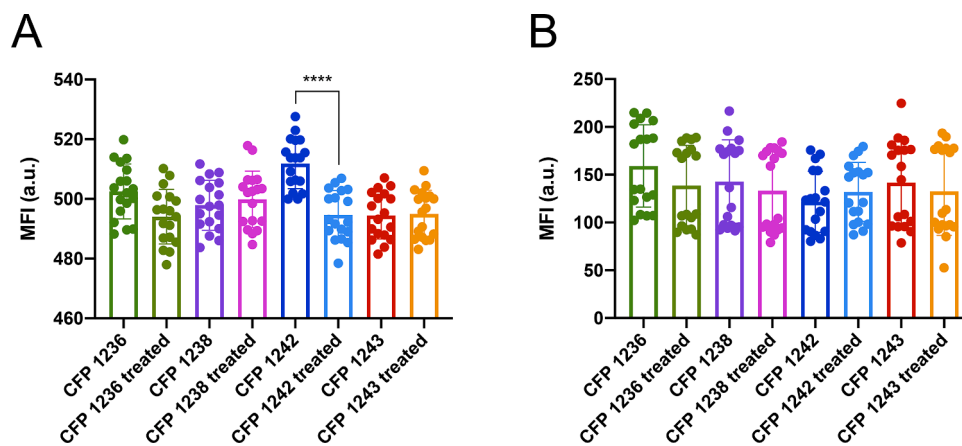 A
MFI (a.u.)
540
520
500
480
460
****
CFP 1236
CFP 1236 treated
CFP 1238
CFP 1238 treated
CFP 1242
CFP 1242 treated
CFP 1243
CFP 1243 treated
B
MFI (a.u.)
250
200
150
100
50
0
CFP 1236
CFP 1236 treated
CFP 1238
CFP 1238 treated
CFP 1242
CFP 1242 treated
CFP 1243
CFP 1243 treated